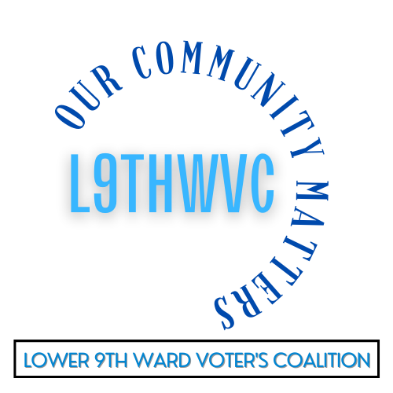 OUR COMMUNITY MATTERS
L9THWVC
LOWER 9TH WARD VOTER'S COALITION